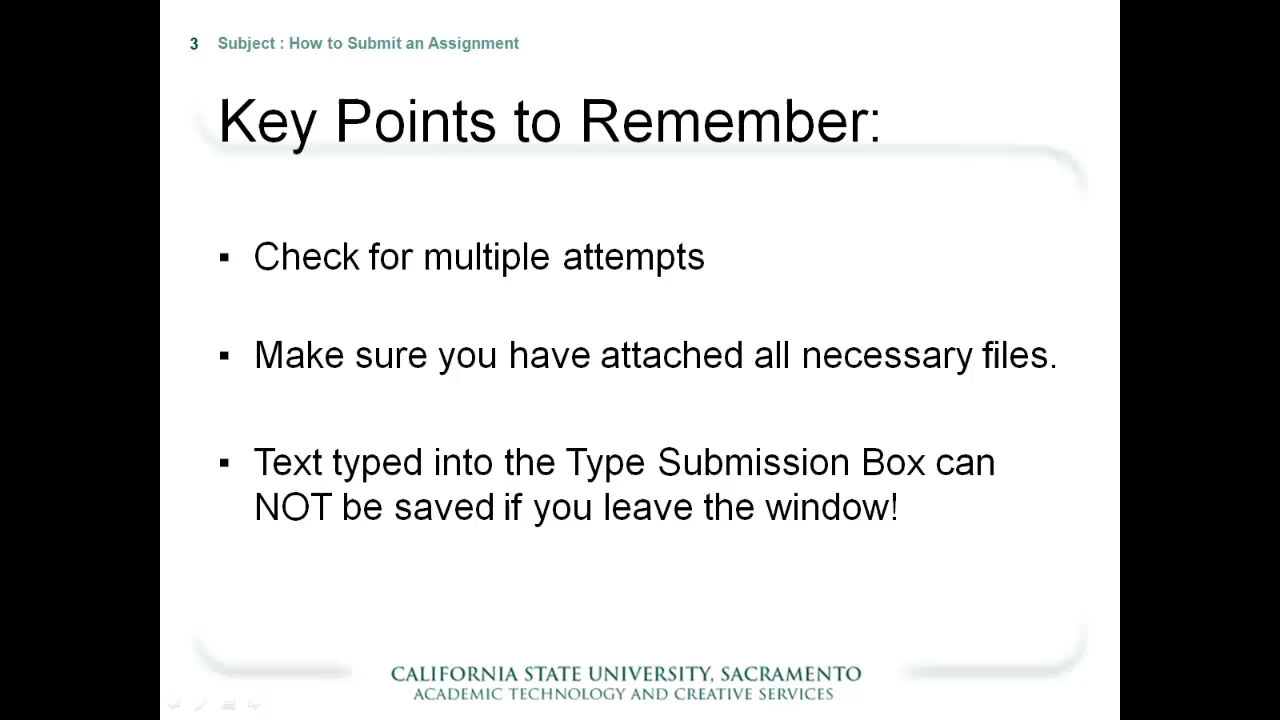 3 Subject : How to Submit an Assignment
Key Points to Remember:
▪ Check for multiple attempts
▪ Make sure you have attached all necessary files.
▪ Text typed into the Type Submission Box can
NOT be saved if you leave the window!
CALIFORNIA STATE UNIVERSITY, SACRAMENTO
ACADEMIC TECHNOLOGY AND CREATIVE SERVICES